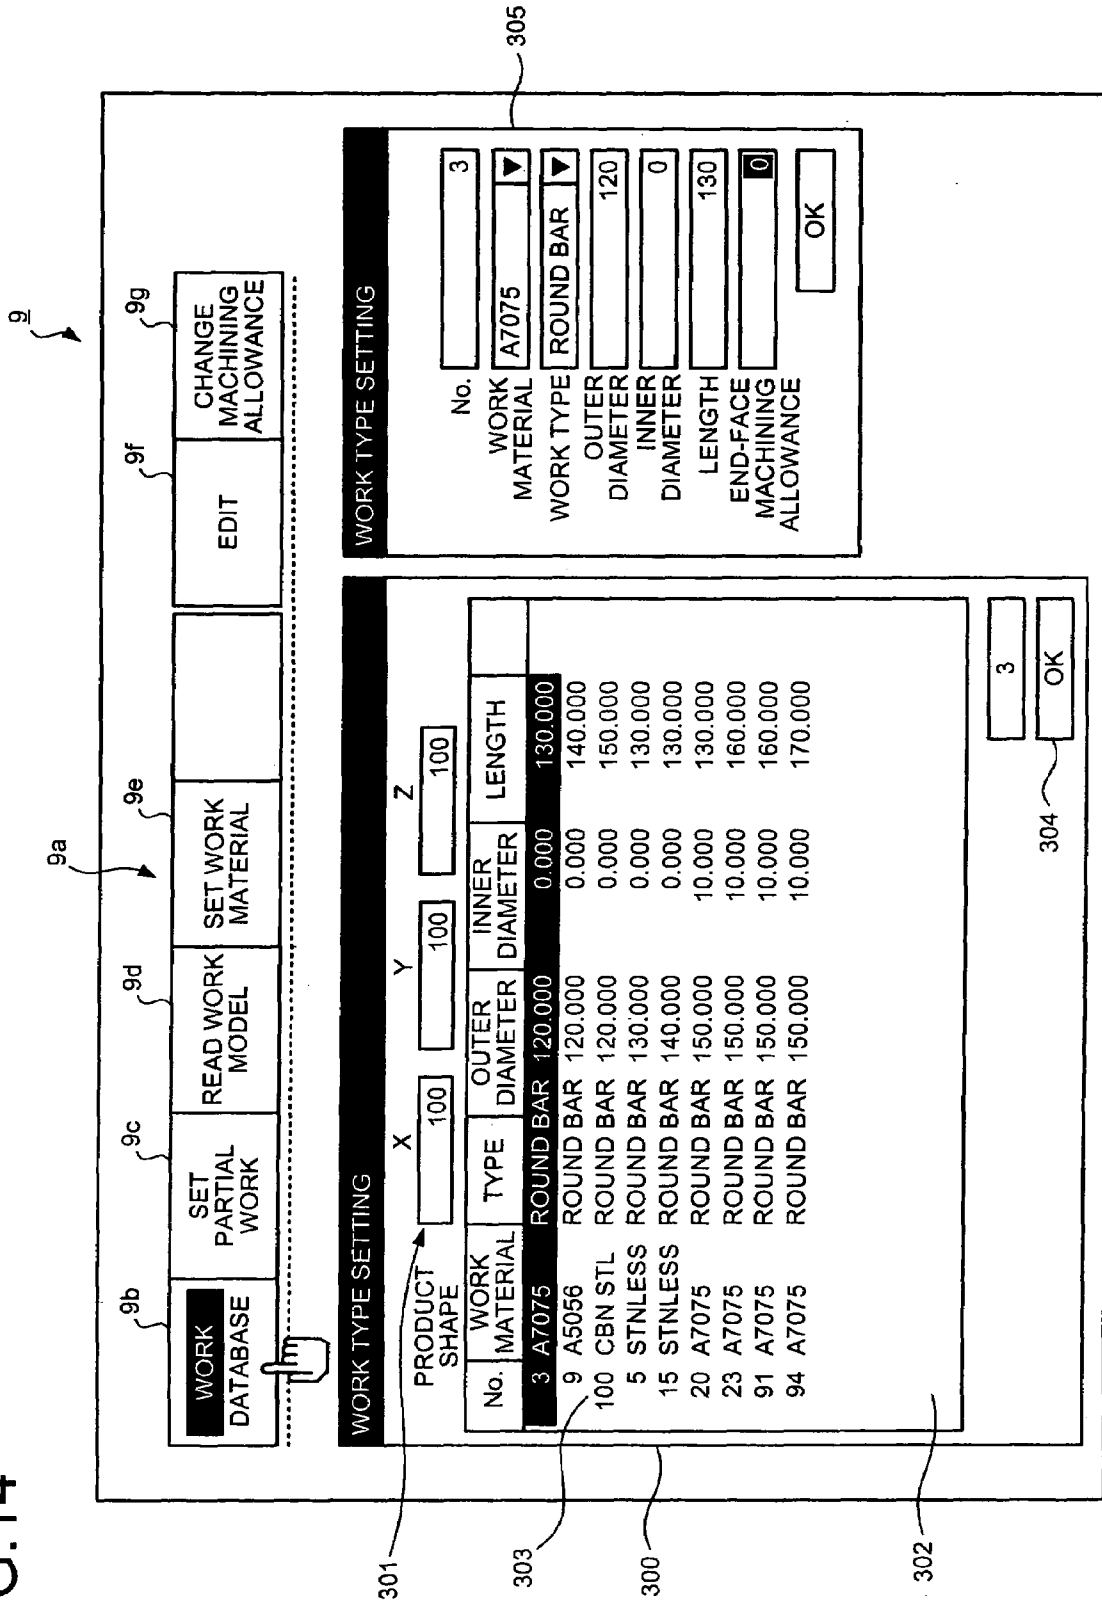 9
9a
9b
9c
9d
9e
9f
9g
WORK
DATABASE
SET
PARTIAL
WORK
READ WORK
MODEL
SET WORK
MATERIAL
EDIT
CHANGE
MACHINING
ALLOWANCE
WORK TYPE SETTING
X Y Z
PRODUCT
SHAPE
100 100 100
No. WORK MATERIAL TYPE OUTER DIAMETER INNER DIAMETER LENGTH
3 A7075 ROUND BAR 120.000 0.000 130.000
9 A5056 ROUND BAR 120.000 0.000 140.000
100 CBN STL ROUND BAR 120.000 0.000 150.000
5 STNLESS ROUND BAR 130.000 0.000 130.000
15 STNLESS ROUND BAR 140.000 0.000 130.000
20 A7075 ROUND BAR 150.000 10.000 130.000
23 A7075 ROUND BAR 150.000 10.000 160.000
91 A7075 ROUND BAR 150.000 10.000 160.000
94 A7075 ROUND BAR 150.000 10.000 170.000
3
OK
WORK TYPE SETTING
No. 3
WORK
MATERIAL A7075 ▼
WORK TYPE ROUND BAR ▼
OUTER
DIAMETER 120
INNER
DIAMETER 0
LENGTH 130
END-FACE
MACHINING
ALLOWANCE 0
OK
301
303
300
302
304
305